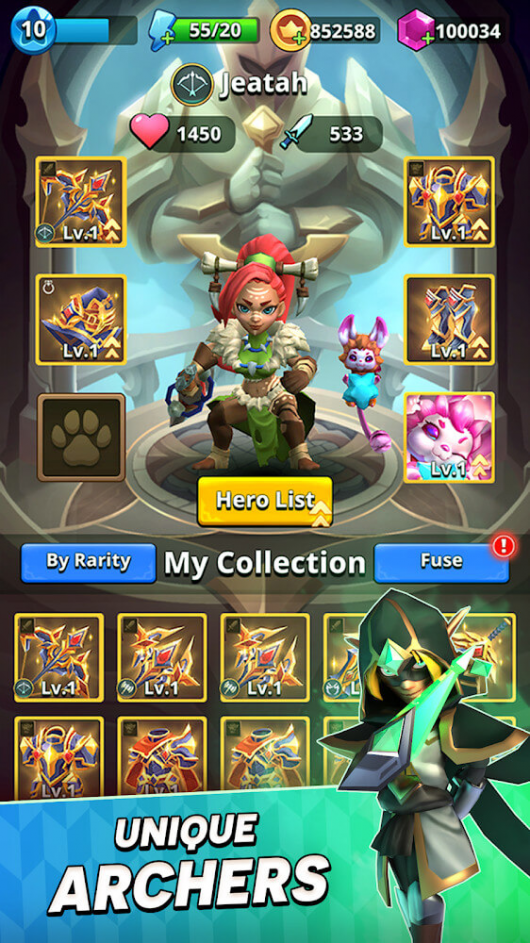 10
55/20
852588
100034
Jeatah
1450
533
Lv.1
Lv.1
Lv.1
Lv.1
Lv.1
Hero List
By Rarity
My Collection
Fuse
!
Lv.1
Lv.1
Lv.1
Lv.1
Lv.1
UNIQUE
ARCHERS